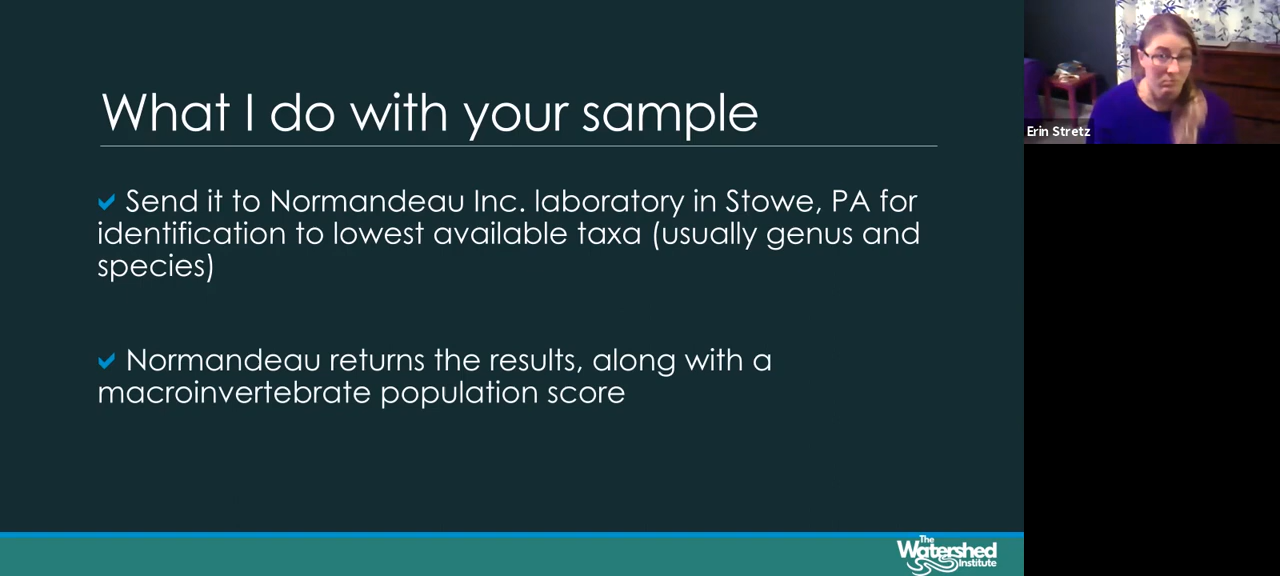 What I do with your sample
Send it to Normandeau Inc. laboratory in Stowe, PA for
identification to lowest available taxa (usually genus and
species)
Normandeau returns the results, along with a
macroinvertebrate population score
Erin Stretz
The
Watershed
Institute